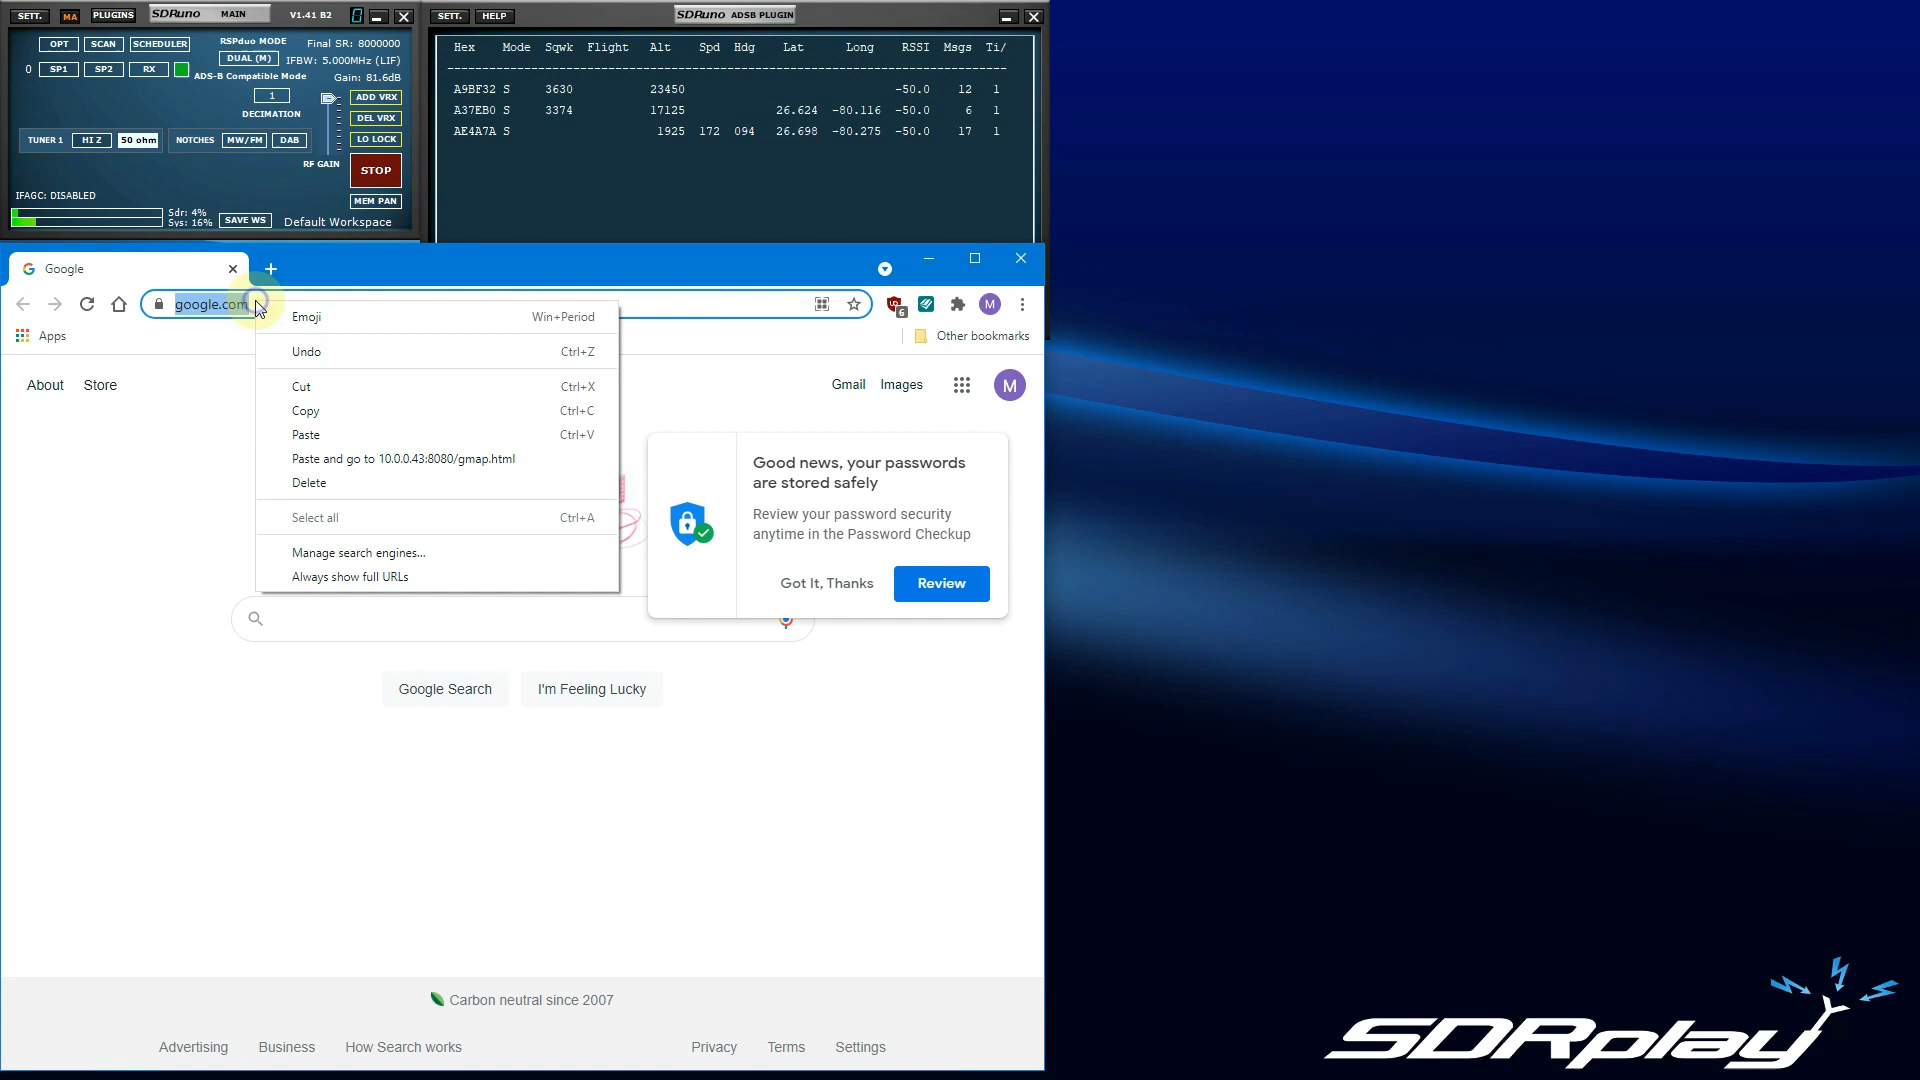 SETT. MA PLUGINS SDRuno MAIN V1.41 B2 0
OPT SCAN SCHEDULER RSPduo MODE Final SR: 8000000
DUAL (M) IFBW: 5.000MHz (LIF)
0 SP1 SP2 RX ADS-B Compatible Mode Gain: 81.6dB
1 ADD VRX
DECIMATION DEL VRX
TUNER 1 HI Z 50 ohm NOTCHES MW/FM DAB LO LOCK
RF GAIN STOP
IFAGC: DISABLED MEM PAN
Sdr: 4%
Sys: 16% SAVE WS Default Workspace
SETT. HELP SDRuno ADSB PLUGIN
Hex Mode Sqwk Flight Alt Spd Hdg Lat Long RSSI Msgs Ti/
--------------------------------------------------------------------------------
A9BF32 S 3630 23450 -50.0 12 1
A37EB0 S 3374 17125 26.624 -80.116 -50.0 6 1
AE4A7A S 1925 172 094 26.698 -80.275 -50.0 17 1
Google
google.com 6 M
Apps Other bookmarks
About Store Gmail Images M
Emoji Win+Period
Undo Ctrl+Z
Cut Ctrl+X
Copy Ctrl+C
Paste Ctrl+V
Paste and go to 10.0.0.43:8080/gmap.html
Delete
Select all Ctrl+A
Manage search engines...
Always show full URLs
Good news, your passwords
are stored safely
Review your password security
anytime in the Password Checkup
Got It, Thanks Review
Google Search I'm Feeling Lucky
Carbon neutral since 2007
Advertising Business How Search works Privacy Terms Settings
SDRplay